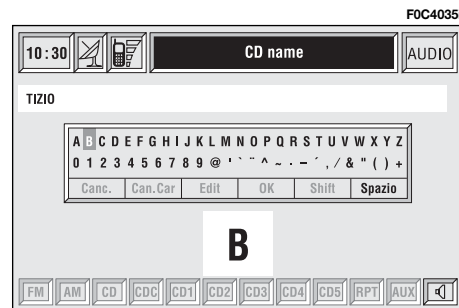 F0C4035
10:30 CD name AUDIO
TIZIO
A B C D E F G H I J K L M N O P Q R S T U V W X Y Z
0 1 2 3 4 5 6 7 8 9 @ ' ` ¨ ^ ~ · – ´ , / & " ( ) +
Canc. Can.Car Edit OK Shift Spazio
B
FM AM CD CDC CD1 CD2 CD3 CD4 CD5 RPT AUX